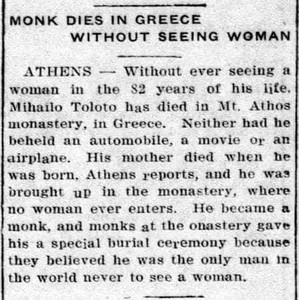 MONK DIES IN GREECE
WITHOUT SEEING WOMAN
ATHENS — Without ever seeing a
woman in the 82 years of his life,
Mihailo Toloto has died in Mt. Athos
monastery, in Greece. Neither had he
beheld an automobile, a movie or an
airplane. His mother died when he
was born, Athens reports, and he was
brought up in the monastery, where
no woman ever enters. He became a
monk, and monks at the onastery gave
his a special burial ceremony because
they believed he was the only man in
the world never to see a woman.